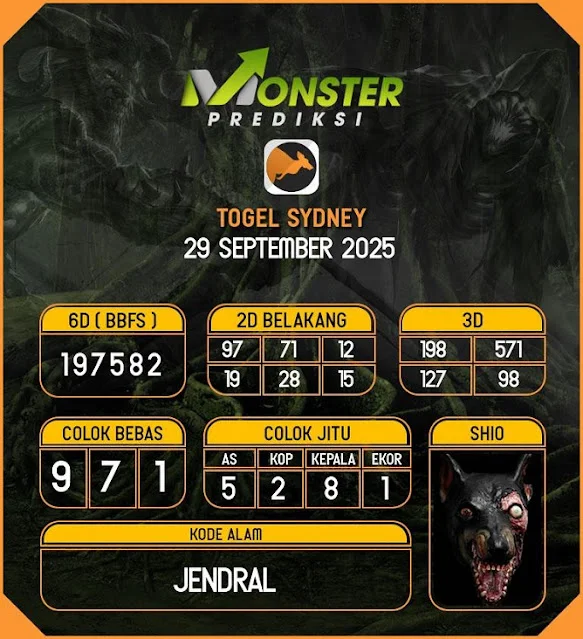 MONSTER
PREDIKSI
TOGEL SYDNEY
29 SEPTEMBER 2025
6D ( BBFS )
197582
2D BELAKANG
97 71 12
19 28 15
3D
198 571
127 98
COLOK BEBAS
9 7 1
COLOK JITU
AS KOP KEPALA EKOR
5 2 8 1
SHIO
KODE ALAM
JENDRAL